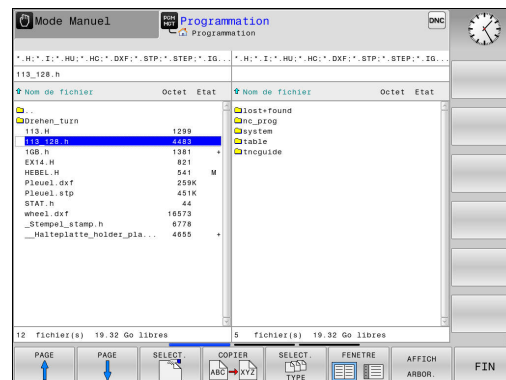 Mode Manuel
PGM MGT
Programmation
Programmation
DNC
*.H;*.I;*.HU;*.HC;*.DXF;*.STP;*.STEP;*.IG...
*.H;*.I;*.HU;*.HC;*.DXF;*.STP;*.STEP;*.IG...
113_128.h
Nom de fichier Octet Etat
Nom de fichier Octet Etat
..
Drehen_turn
113.H 1299
113_128.h 4483
1GB.h 1381 +
EX14.H 821
HEBEL.H 541 M
Pleuel.dxf 259K
Pleuel.stp 451K
STAT.h 44
wheel.dxf 16573
_Stempel_stamp.h 6778
__Halteplatte_holder_pla... 4655 +
lost+found
nc_prog
system
table
tncguide
12 fichier(s) 19.32 Go libres
5 fichier(s) 19.32 Go libres
PAGE
PAGE
SELECT.
COPIER
ABC XYZ
SELECT.
TYPE
FENETRE
AFFICH
ARBOR.
FIN